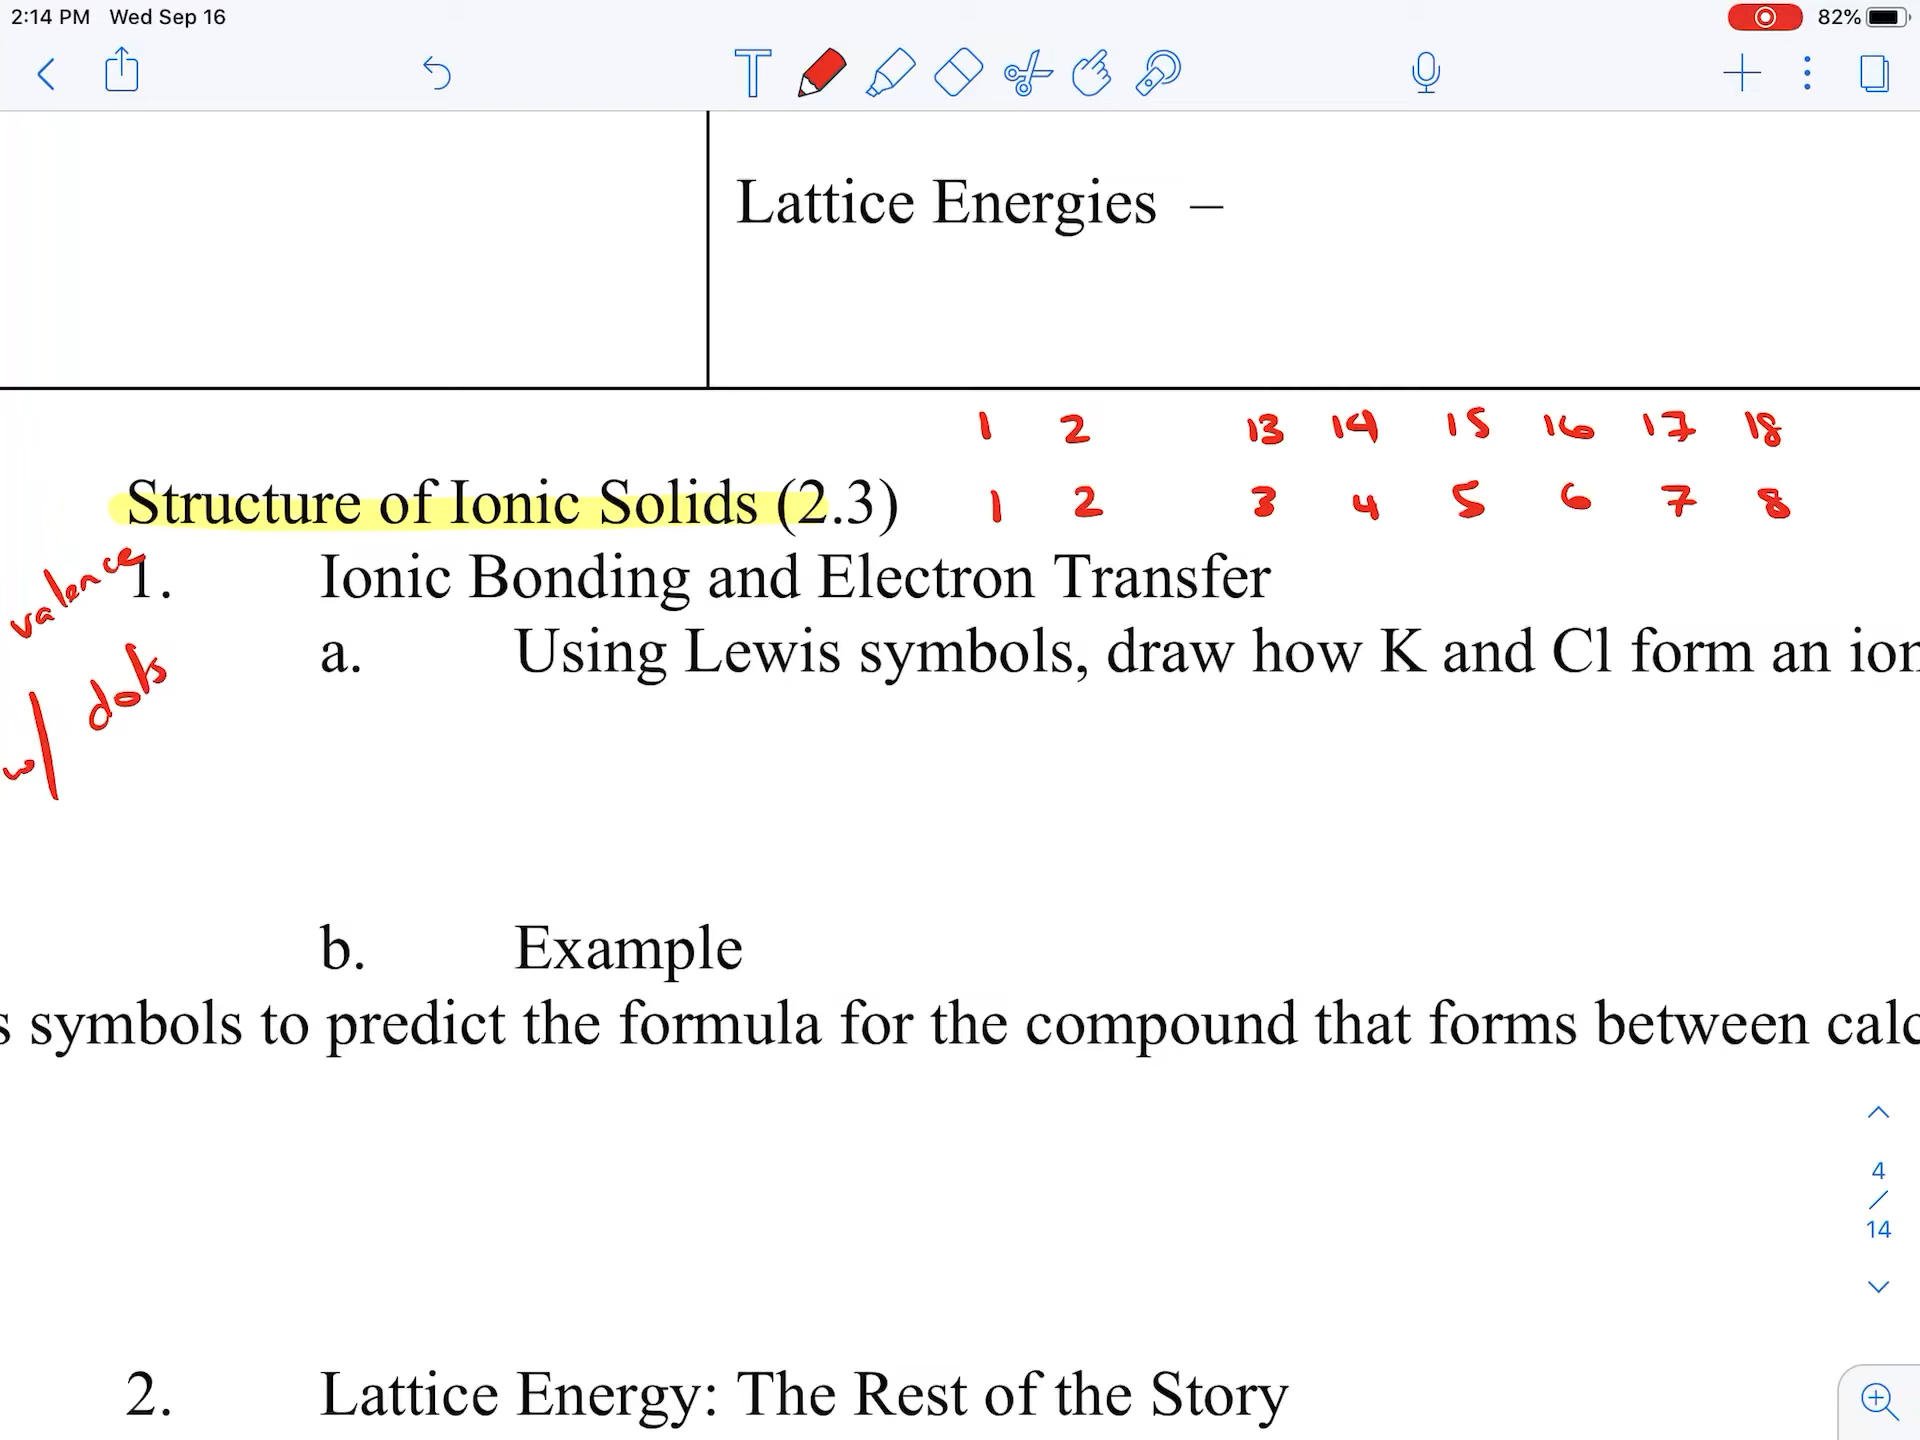 2:14 PM Wed Sep 16
82%
T
Lattice Energies –
1 2 13 14 15 16 17 18
Structure of Ionic Solids (2.3) 1 2 3 4 5 6 7 8
valence
1. Ionic Bonding and Electron Transfer
a. Using Lewis symbols, draw how K and Cl form an ion
w/ dots
b. Example
s symbols to predict the formula for the compound that forms between calc
4
/
14
2. Lattice Energy: The Rest of the Story